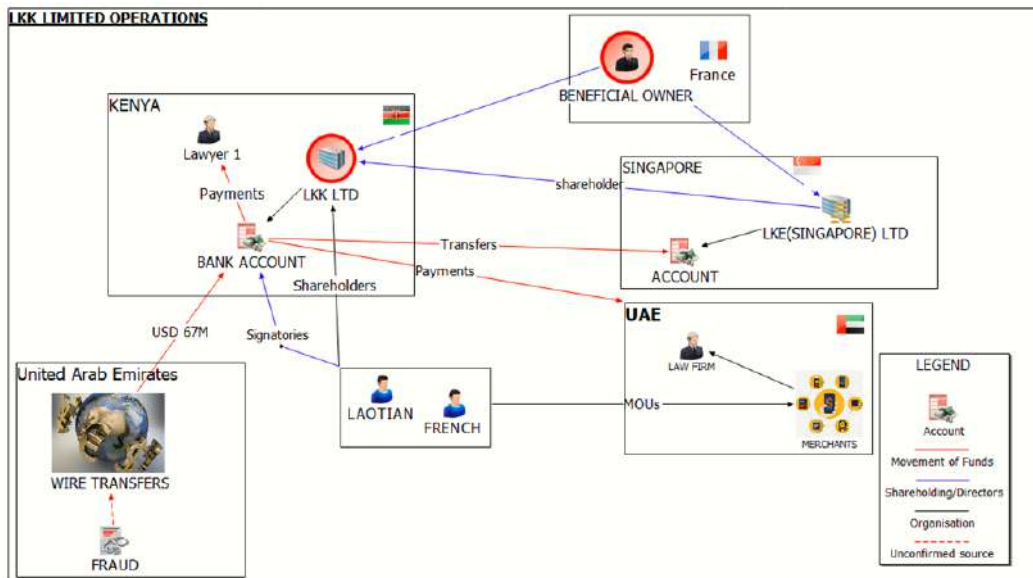 LKK LIMITED OPERATIONS
France
BENEFICIAL OWNER
KENYA
Lawyer 1
LKK LTD
Payments
BANK ACCOUNT
SINGAPORE
shareholder
LKE(SINGAPORE) LTD
ACCOUNT
Transfers
Payments
Shareholders
Signatories
USD 67M
UAE
LAW FIRM
MERCHANTS
MOUs
LAOTIAN
FRENCH
United Arab Emirates
WIRE TRANSFERS
FRAUD
LEGEND
Account
Movement of Funds
Shareholding/Directors
Organisation
Unconfirmed source